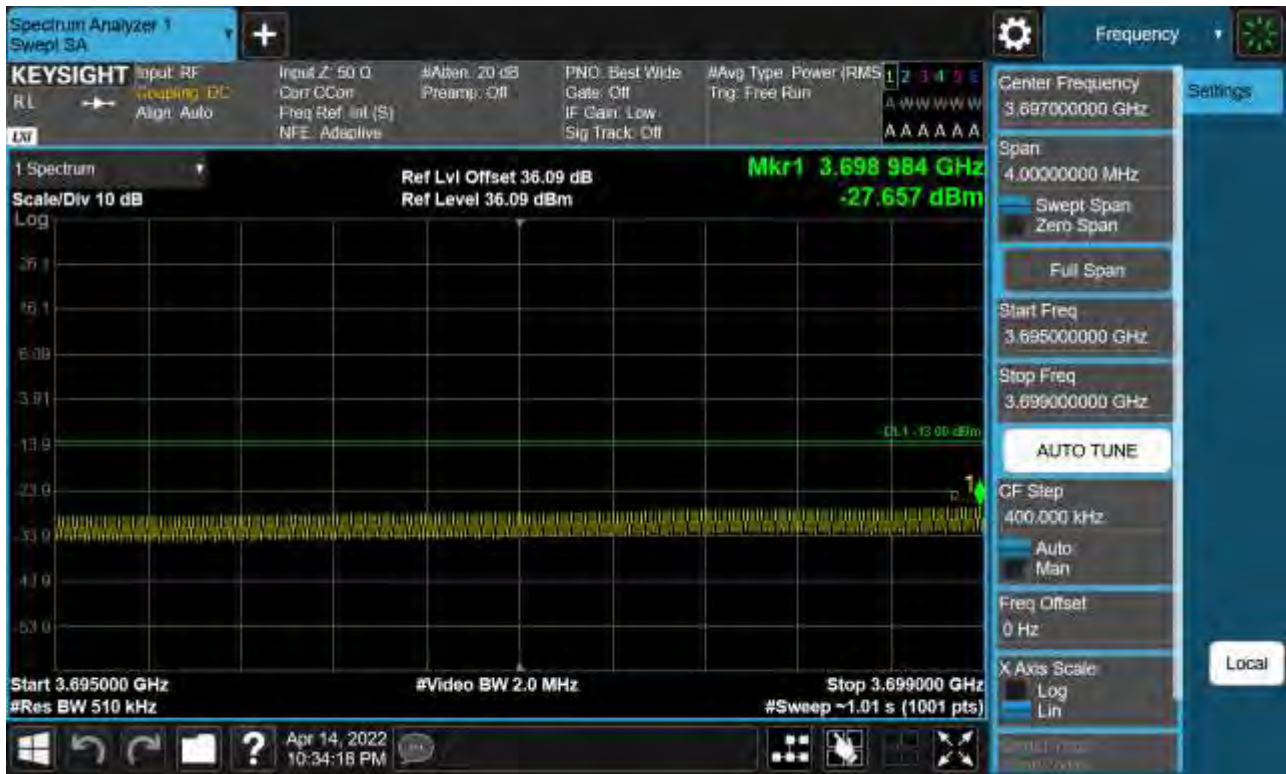 Spectrum Analyzer 1
Swept SA
Frequency
KEYSIGHT
RL
LXI
Input: RF
Coupling: DC
Align: Auto
Input Z: 50 Ω
Corr CCorr
Freq Ref: Int (S)
NFE: Adaptive
#Atten: 20 dB
Preamp: Off
PNO: Best Wide
Gate: Off
IF Gain: Low
Sig Track: Off
#Avg Type: Power (RMS
Trig: Free Run
1 2 3 4 5 6
A W W W W W
A A A A A A
1 Spectrum
Scale/Div 10 dB
Log
Ref Lvl Offset 36.09 dB
Ref Level 36.09 dBm
Mkr1 3.698 984 GHz
-27.657 dBm
26.1
16.1
6.09
-3.91
-13.9
DL1 -13.00 dBm
-23.9
1
-33.9
-43.9
-53.9
Start 3.695000 GHz
#Video BW 2.0 MHz
Stop 3.699000 GHz
#Res BW 510 kHz
#Sweep ~1.01 s (1001 pts)
Center Frequency
3.697000000 GHz
Settings
Span
4.00000000 MHz
Swept Span
Zero Span
Full Span
Start Freq
3.695000000 GHz
Stop Freq
3.699000000 GHz
AUTO TUNE
CF Step
400.000 kHz
Auto
Man
Freq Offset
0 Hz
X Axis Scale
Log
Lin
Local
?
Apr 14, 2022
10:34:18 PM